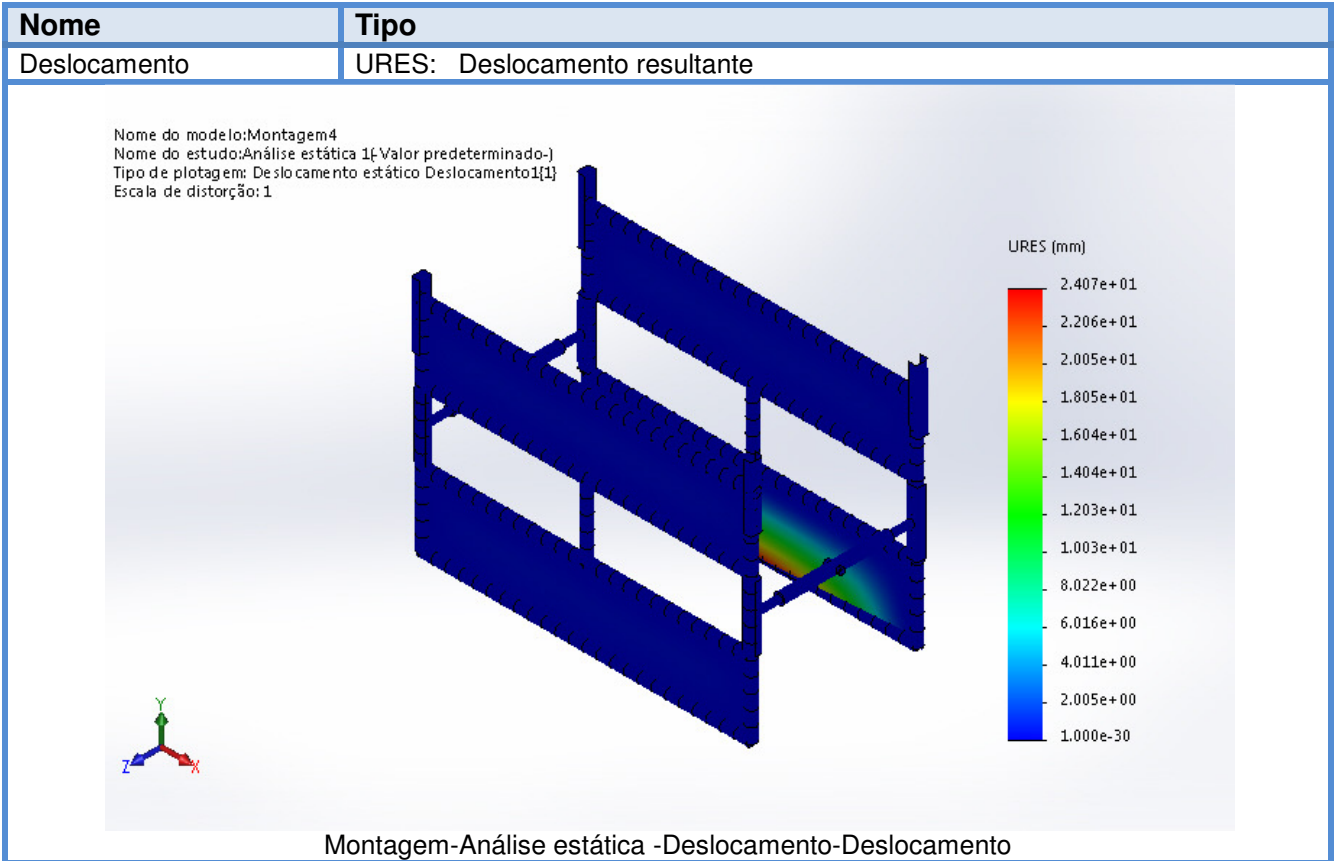 Nome Tipo
Deslocamento URES: Deslocamento resultante
Nome do modelo:Montagem4
Nome do estudo:Análise estática 1(-Valor predeterminado-)
Tipo de plotagem: Deslocamento estático Deslocamento1{1}
Escala de distorção: 1
URES (mm)
2.407e+01
2.206e+01
2.005e+01
1.805e+01
1.604e+01
1.404e+01
1.203e+01
1.003e+01
8.022e+00
6.016e+00
4.011e+00
2.005e+00
1.000e-30
Y
Z X
Montagem-Análise estática -Deslocamento-Deslocamento